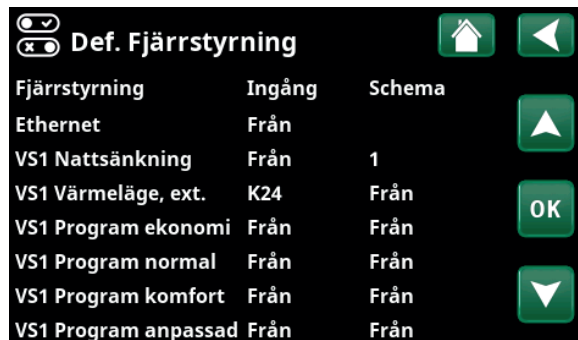 Def. Fjärrstyrning
Fjärrstyrning Ingång Schema
Ethernet Från
VS1 Nattsänkning Från 1
VS1 Värmeläge, ext. K24 Från
OK
VS1 Program ekonomi Från Från
VS1 Program normal Från Från
VS1 Program komfort Från Från
VS1 Program anpassad Från Från